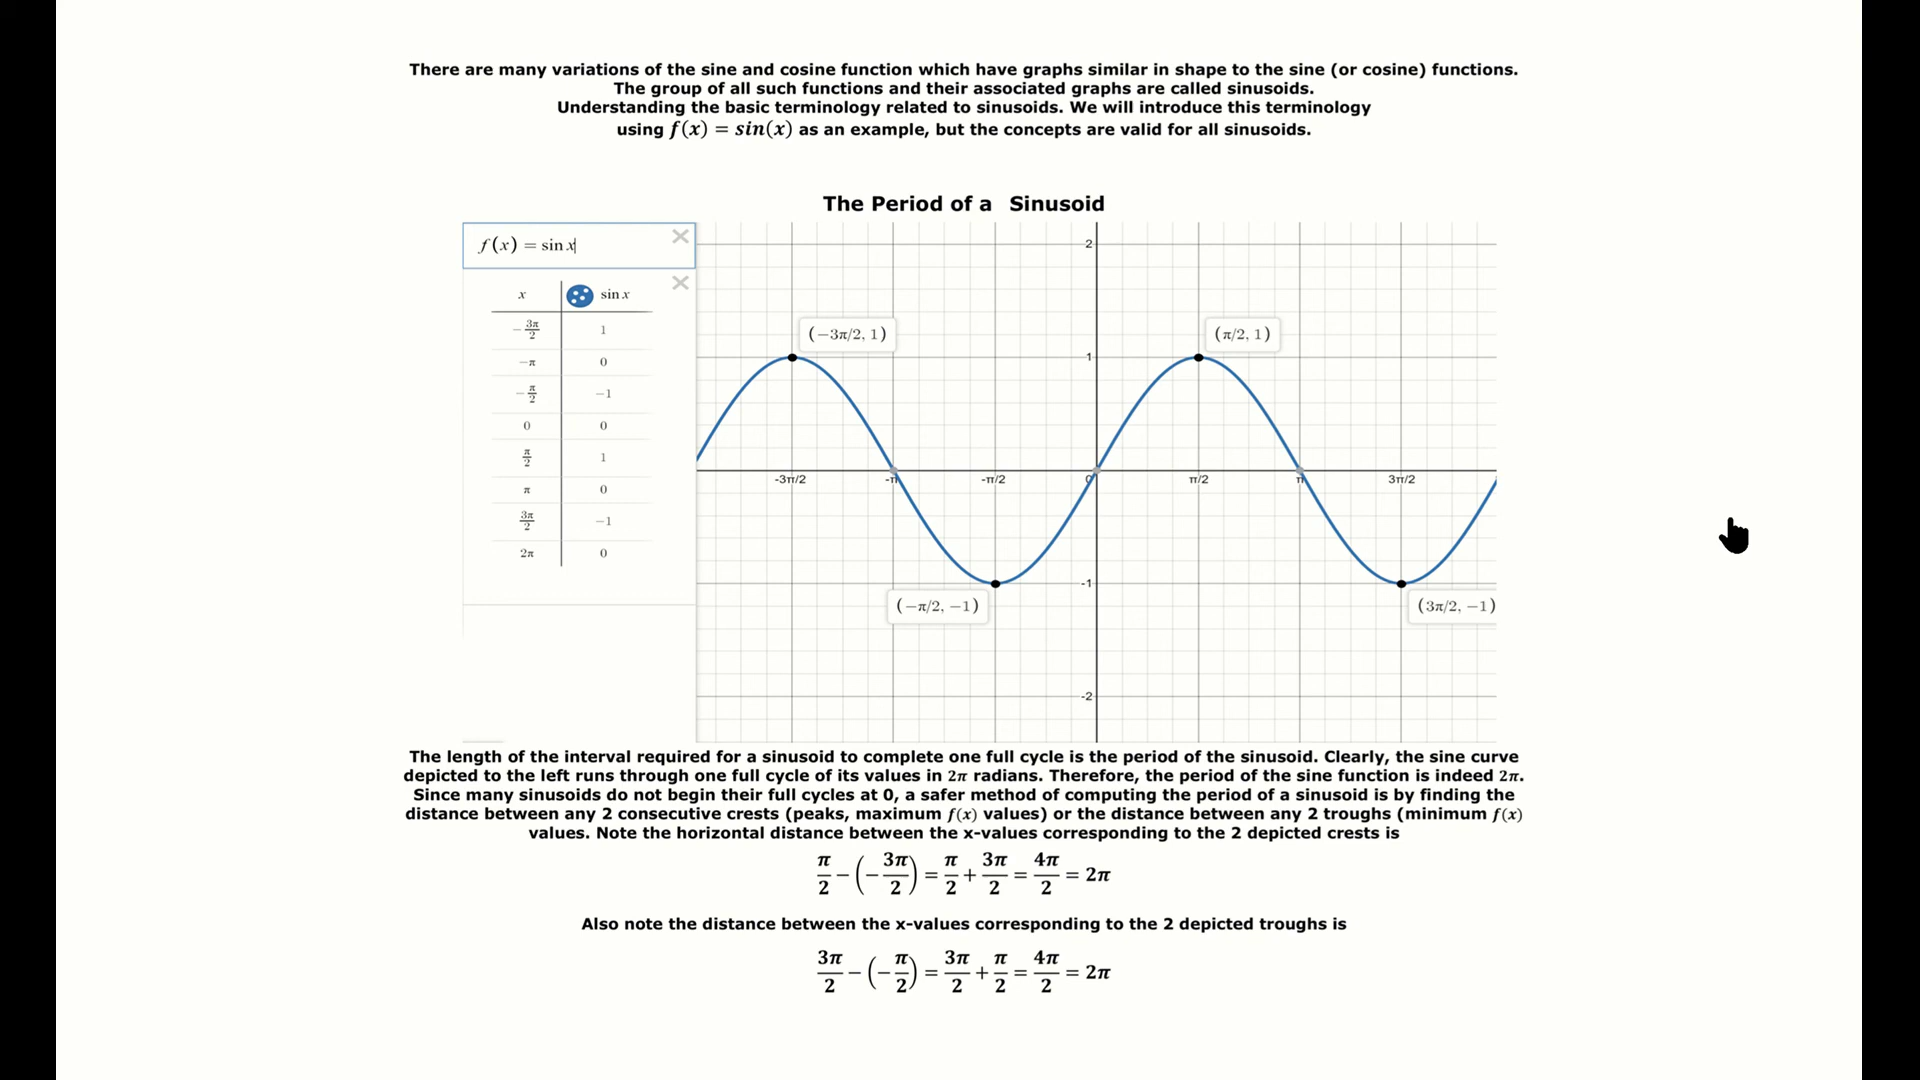 There are many variations of the sine and cosine function which have graphs similar in shape to the sine (or cosine) functions.
The group of all such functions and their associated graphs are called sinusoids.
Understanding the basic terminology related to sinusoids. We will introduce this terminology
using f(x) = sin(x) as an example, but the concepts are valid for all sinusoids.
The Period of a Sinusoid
f(x) = sin x
x sin x
−3π/2 1
−π 0
−π/2 −1
0 0
π/2 1
π 0
3π/2 −1
2π 0
2
(−3π/2, 1) (π/2, 1)
1
-3π/2 -π -π/2 0 π/2 π 3π/2
-1
(−π/2, −1) (3π/2, −1)
-2
The length of the interval required for a sinusoid to complete one full cycle is the period of the sinusoid. Clearly, the sine curve
depicted to the left runs through one full cycle of its values in 2π radians. Therefore, the period of the sine function is indeed 2π.
Since many sinusoids do not begin their full cycles at 0, a safer method of computing the period of a sinusoid is by finding the
distance between any 2 consecutive crests (peaks, maximum f(x) values) or the distance between any 2 troughs (minimum f(x)
values. Note the horizontal distance between the x-values corresponding to the 2 depicted crests is
π/2 − (−3π/2) = π/2 + 3π/2 = 4π/2 = 2π
Also note the distance between the x-values corresponding to the 2 depicted troughs is
3π/2 − (−π/2) = 3π/2 + π/2 = 4π/2 = 2π